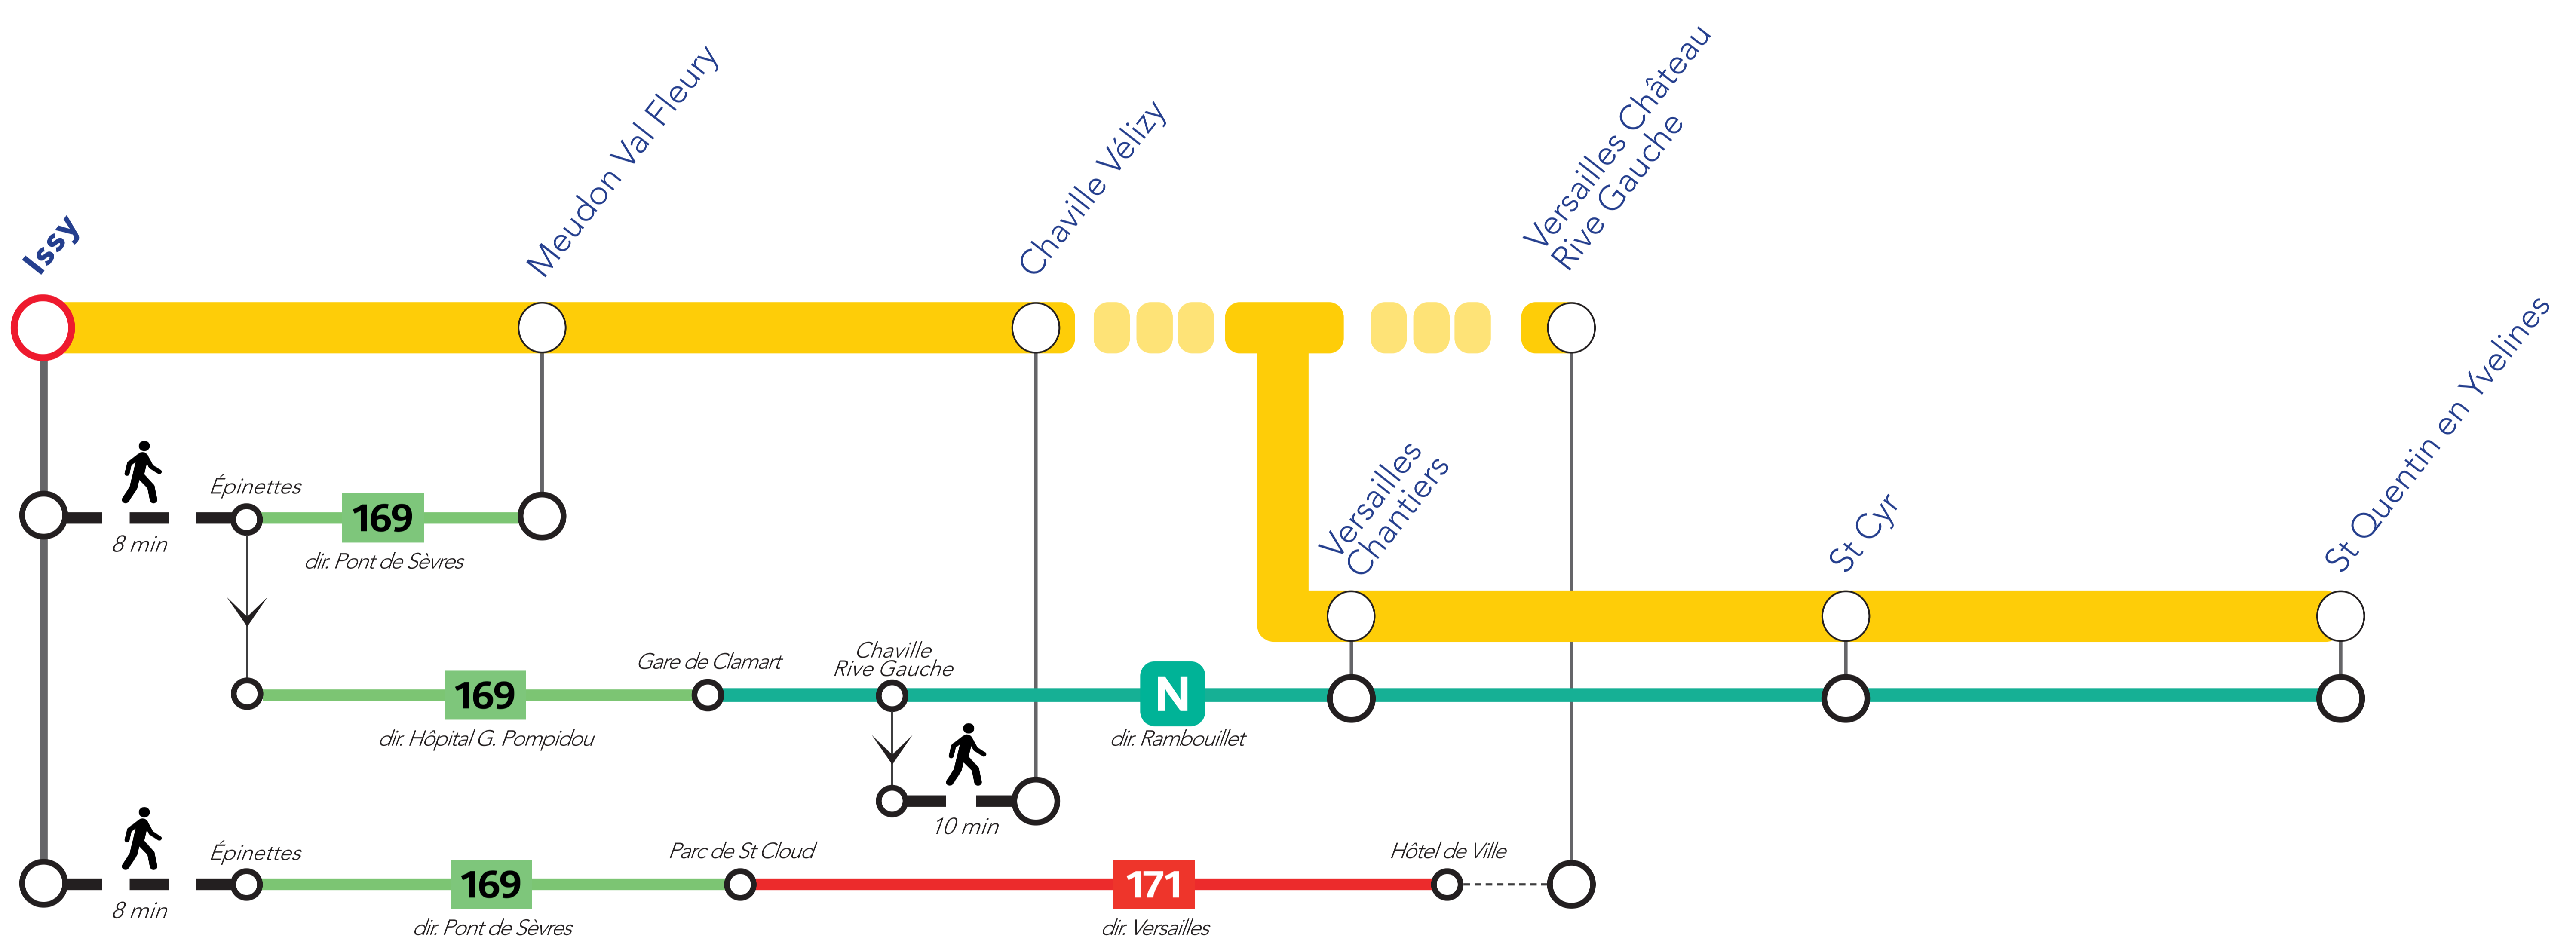 Issy
Meudon Val Fleury
Chaville Vélizy
Versailles Château
Rive Gauche
Versailles
Chantiers
St Cyr
St Quentin en Yvelines
Épinettes
169
8 min
dir. Pont de Sèvres
Gare de Clamart
Chaville
Rive Gauche
169
N
dir. Hôpital G. Pompidou
dir. Rambouillet
10 min
Épinettes
Parc de St Cloud
Hôtel de Ville
169
171
8 min
dir. Pont de Sèvres
dir. Versailles